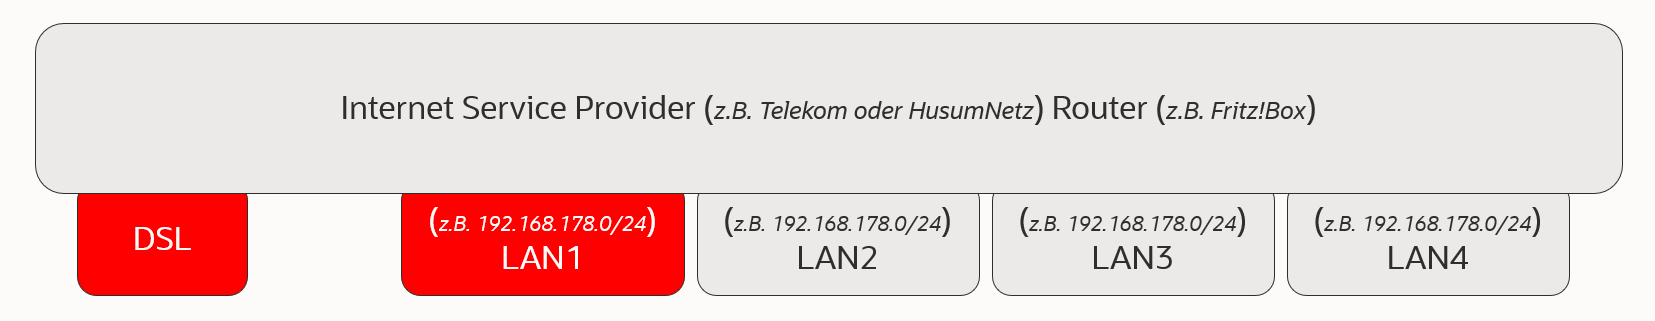 Internet Service Provider (z.B. Telekom oder HusumNetz) Router (z.B. Fritz!Box)
DSL
(z.B. 192.168.178.0/24)
LAN1
(z.B. 192.168.178.0/24)
LAN2
(z.B. 192.168.178.0/24)
LAN3
(z.B. 192.168.178.0/24)
LAN4